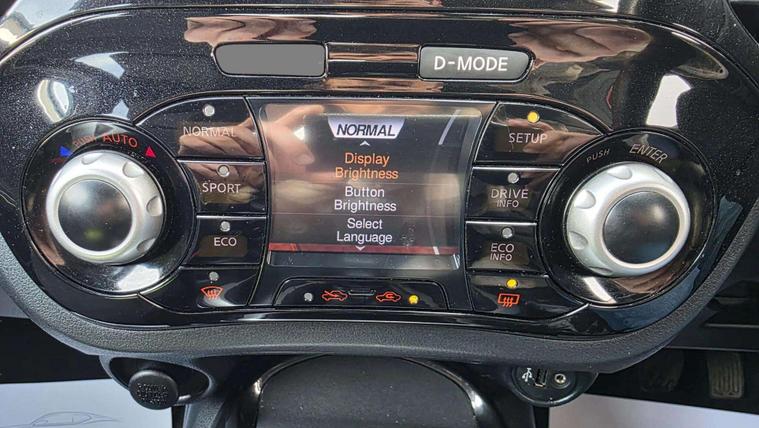 D-MODE
PUSH AUTO
NORMAL
SPORT
ECO
NORMAL
Display
Brightness
Button
Brightness
Select
Language
SETUP
DRIVE
INFO
ECO
INFO
PUSH ENTER